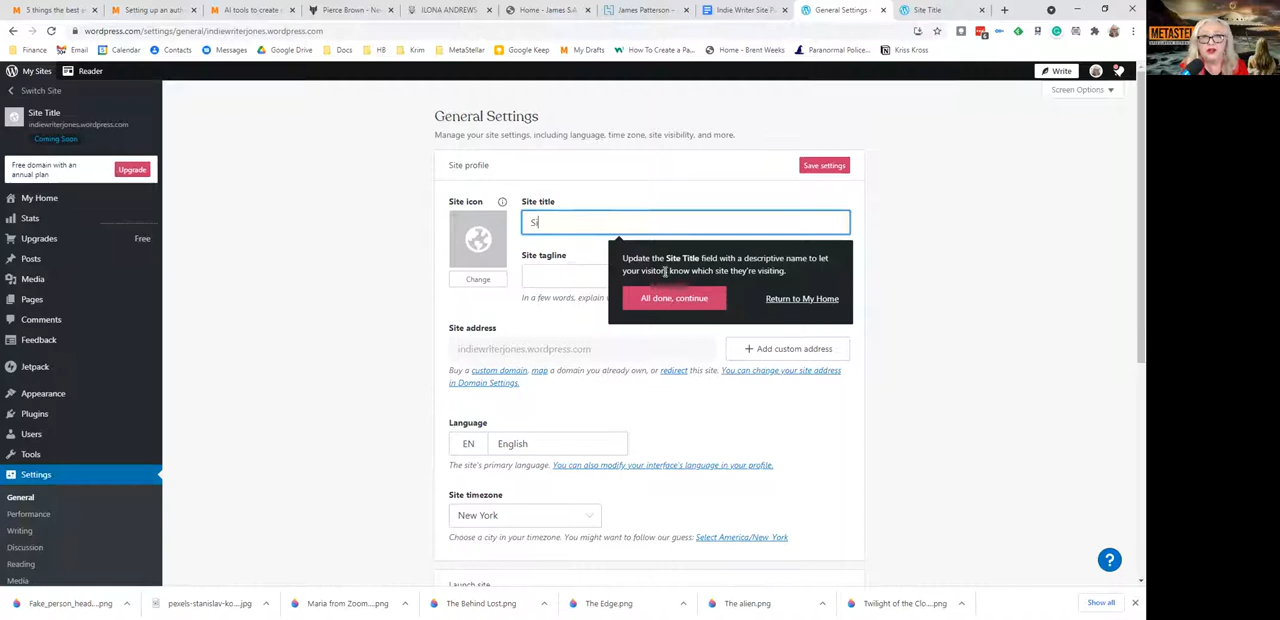 5 things the best a
Setting up an auth
AI tools to create
Pierce Brown – Ne
ILONA ANDREWS
Home - James S.A
James Patterson -
Indie Writer Site P
General Settings
Site Title
wordpress.com/settings/general/indiewriterjones.wordpress.com
Finance
Email
Calendar
Contacts
Messages
Google Drive
Docs
HB
Krim
MetaStellar
Google Keep
My Drafts
How To Create a Pa...
Home - Brent Weeks
Paranormal Police...
Kriss Kross
My Sites
Reader
Write
Switch Site
Screen Options
Site Title
indiewriterjones.wordpress.com
Coming Soon
Free domain with an
annual plan
Upgrade
My Home
Stats
Upgrades
Free
Posts
Media
Pages
Comments
Feedback
Jetpack
Appearance
Plugins
Users
Tools
Settings
General
Performance
Writing
Discussion
Reading
Media
General Settings
Manage your site settings, including language, time zone, site visibility, and more.
Site profile
Save settings
Site icon
Change
Site title
Si
Site tagline
In a few words, explain
Update the Site Title field with a descriptive name to let
your visitors know which site they're visiting.
All done, continue
Return to My Home
Site address
indiewriterjones.wordpress.com
+ Add custom address
Buy a custom domain, map a domain you already own, or redirect this site. You can change your site address
in Domain Settings.
Language
EN English
The site's primary language. You can also modify your interface's language in your profile.
Site timezone
New York
Choose a city in your timezone. You might want to follow our guess: Select America/New York
Launch site
?
Fake_person_head....png
pexels-stanislav-ko....jpg
Maria from Zoom....png
The Behind Lost.png
The Edge.png
The alien.png
Twilight of the Clo....png
Show all
METASTE